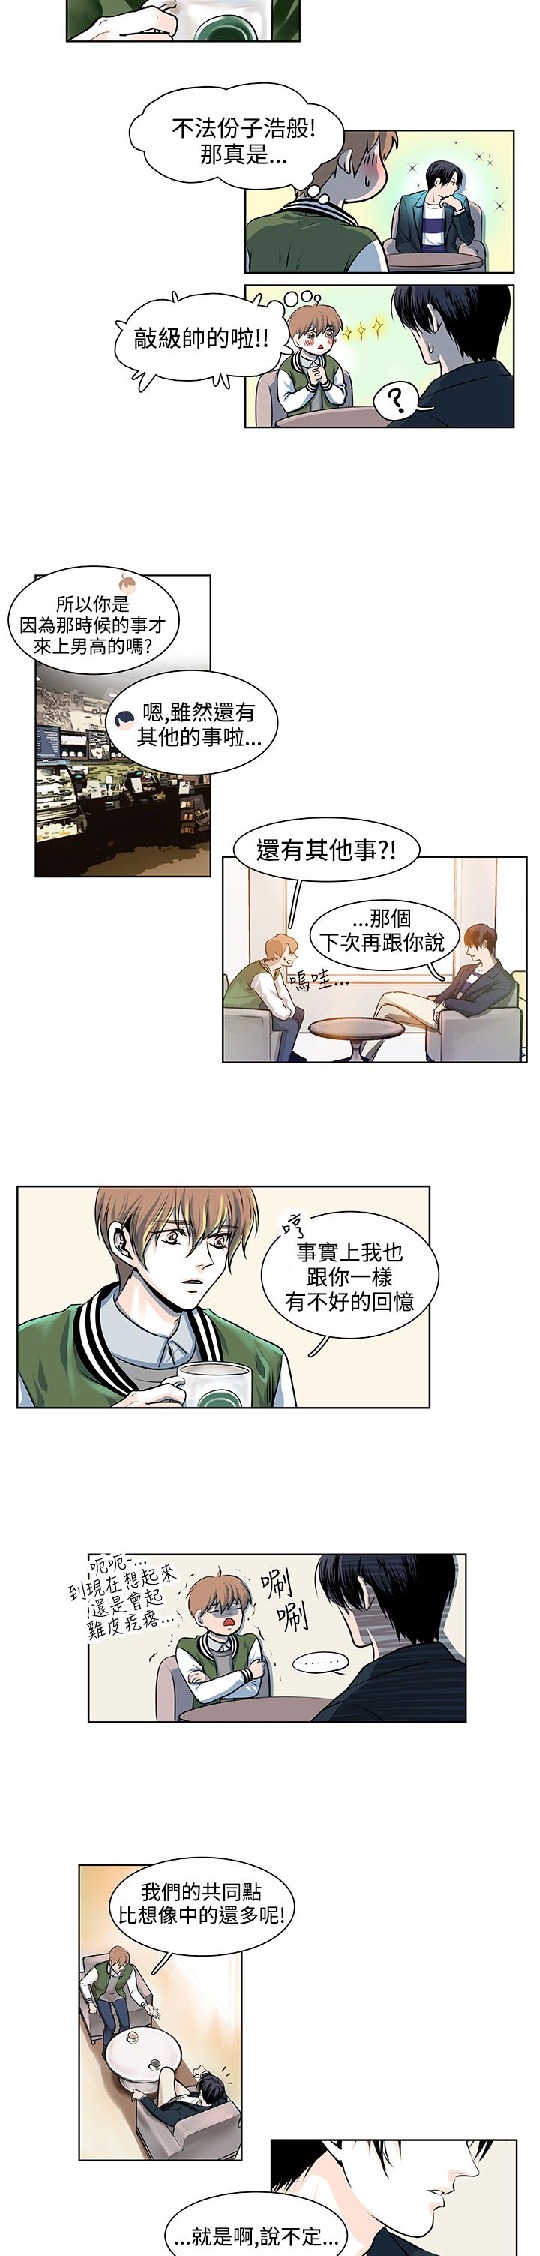 不法份子浩般!
那真是...
敲級帥的啦!!
?
所以你是
因為那時候的事才
來上男高的嗎?
嗯,雖然還有
其他的事啦...
還有其他事?!
...那個
下次再跟你說
嗚哇...
哼
事實上我也
跟你一樣
有不好的回憶
呃呃~...
到現在想起來
還是會起
雞皮疙瘩...
唰
唰
......
我們的共同點
比想像中的還多呢!
...就是啊,說不定...